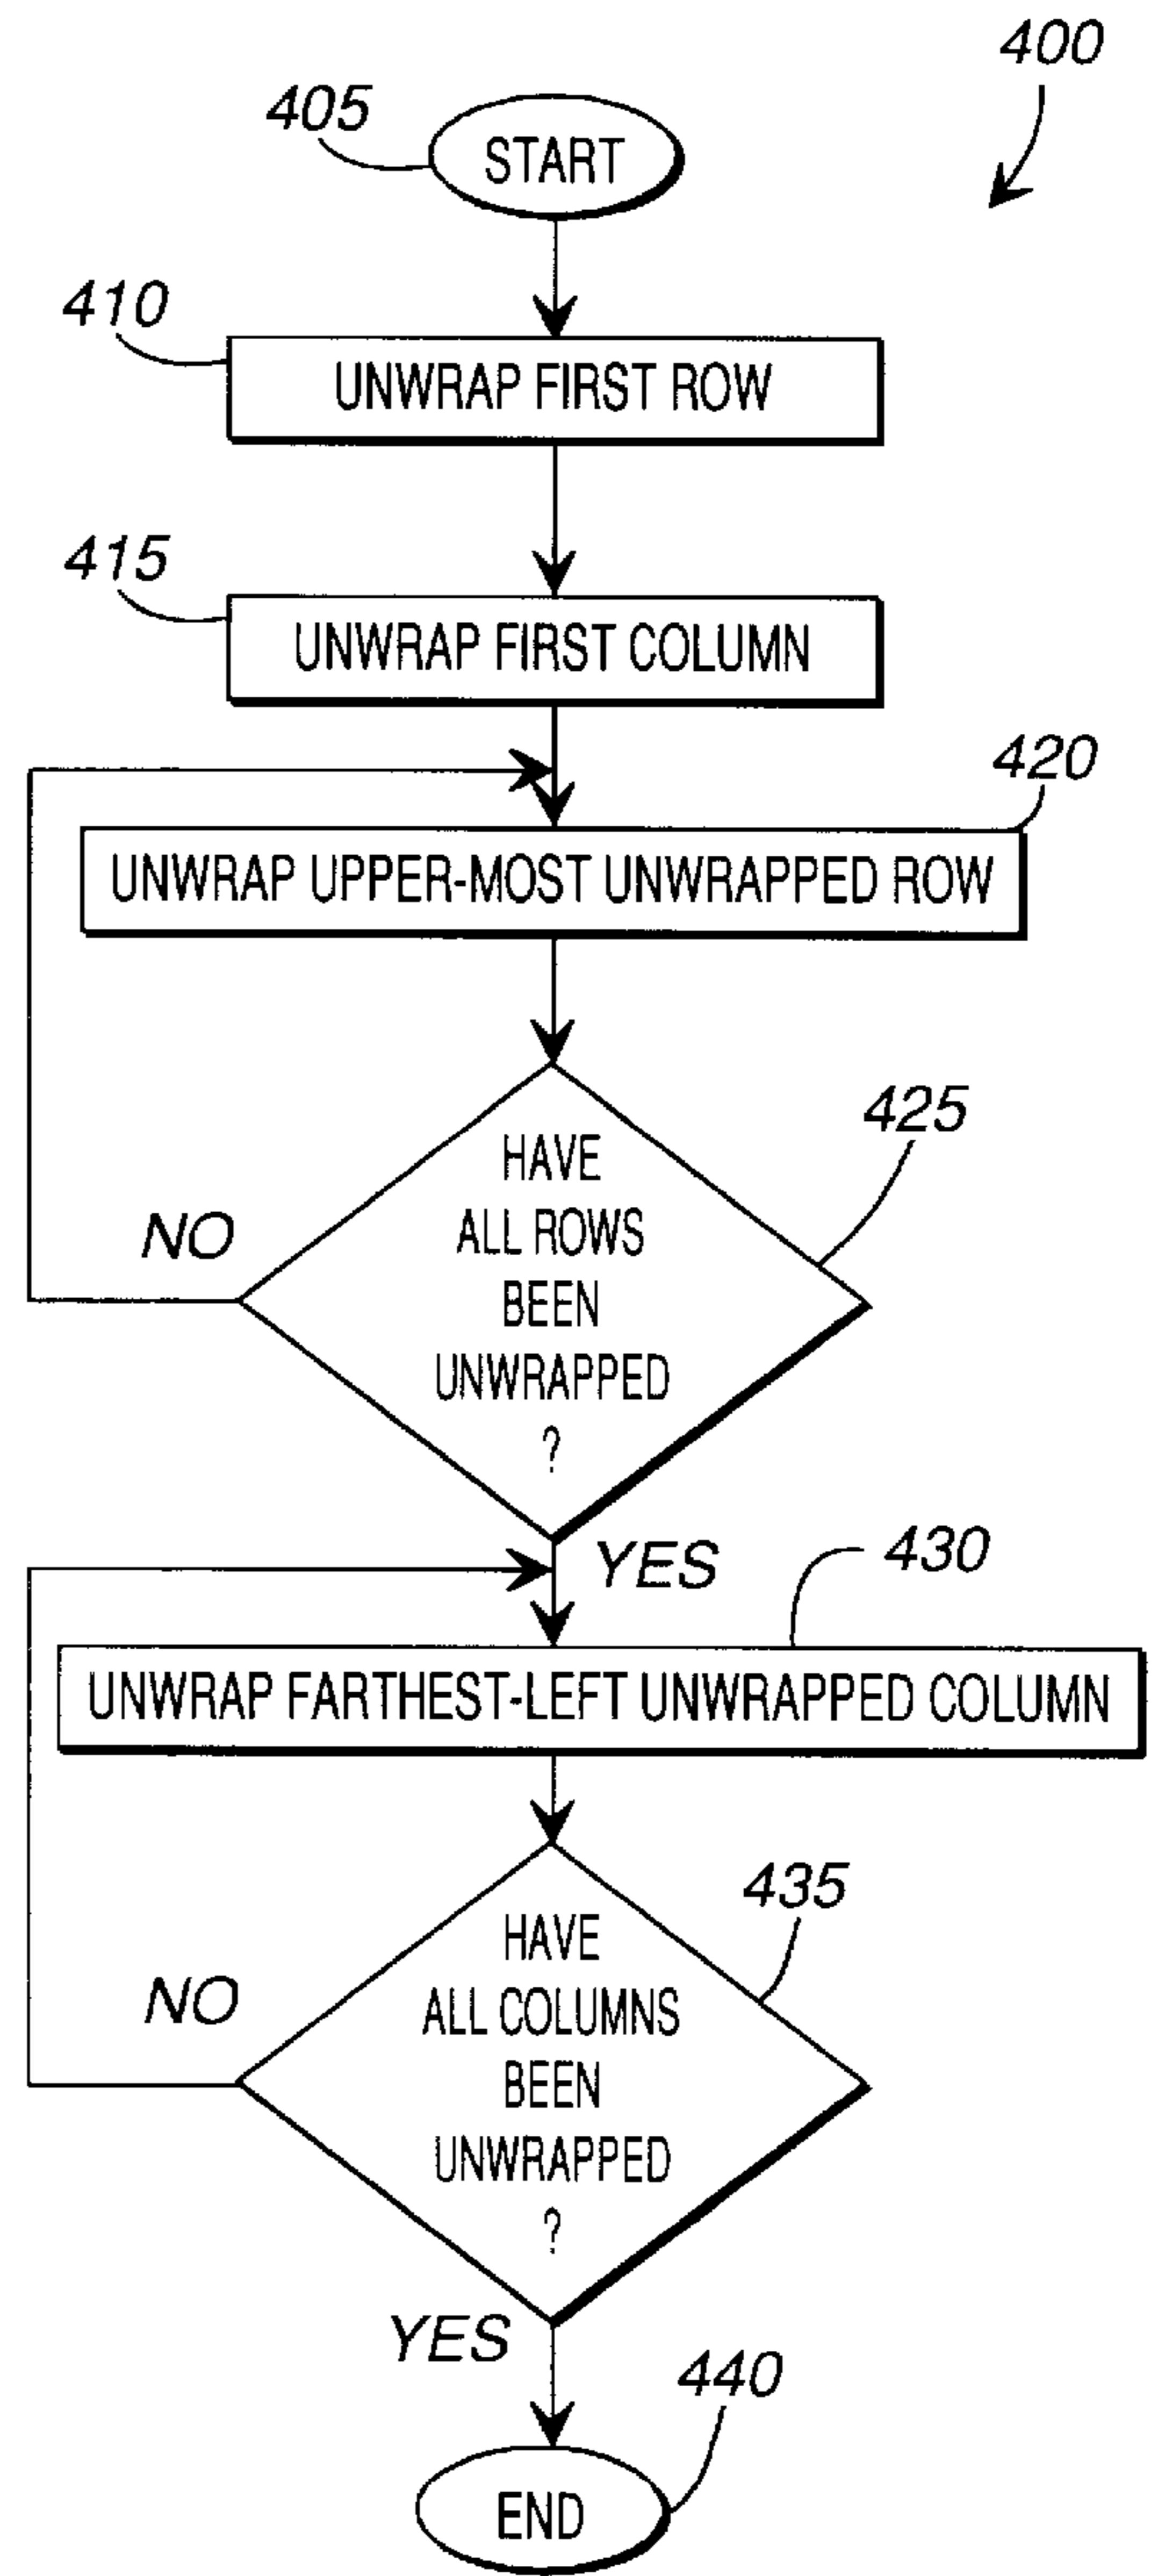 400
405
START
410
UNWRAP FIRST ROW
415
UNWRAP FIRST COLUMN
420
UNWRAP UPPER-MOST UNWRAPPED ROW
425
HAVE
ALL ROWS
BEEN
UNWRAPPED
?
NO
YES
430
UNWRAP FARTHEST-LEFT UNWRAPPED COLUMN
435
HAVE
ALL COLUMNS
BEEN
UNWRAPPED
?
NO
YES
440
END